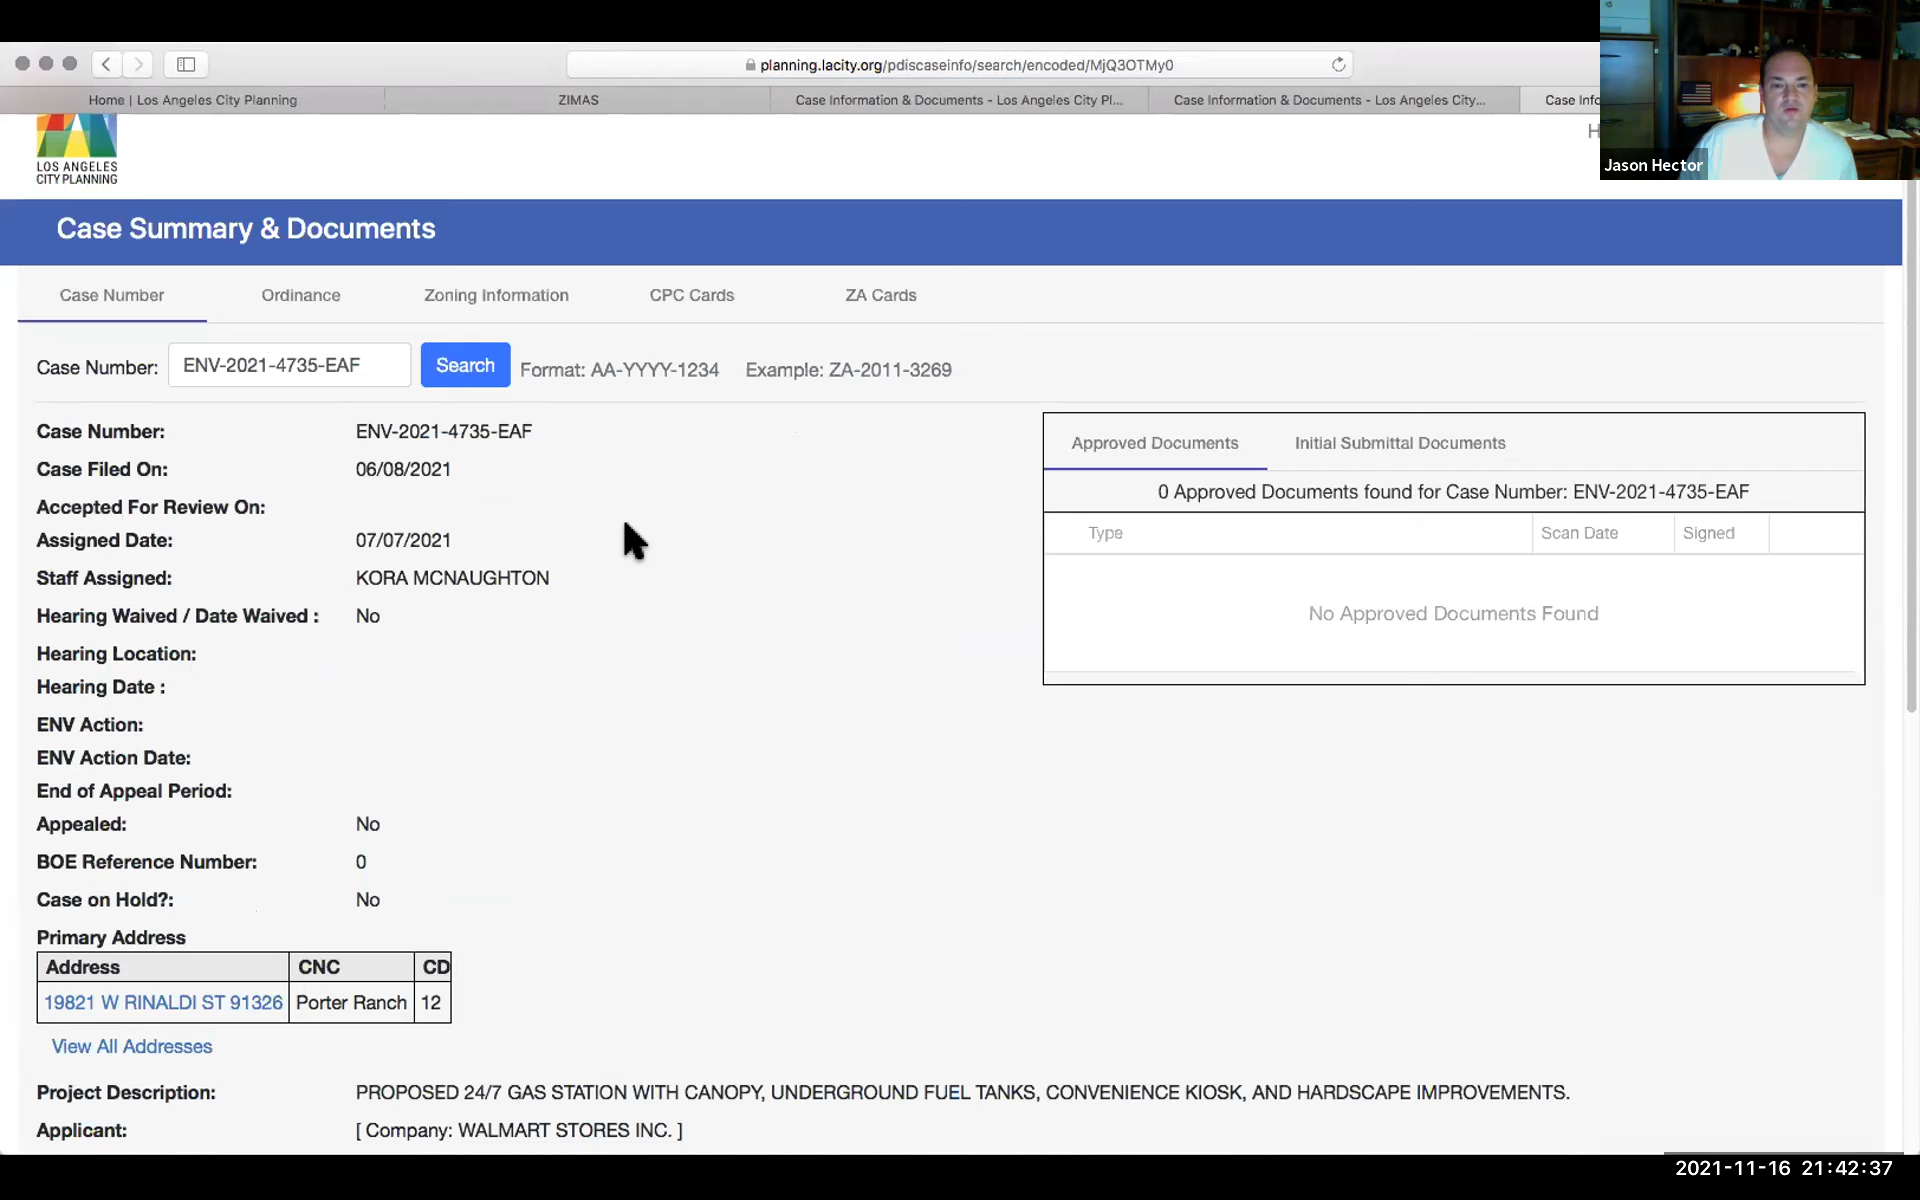 planning.lacity.org/pdiscaseinfo/search/encoded/MjQ3OTMy0
Home | Los Angeles City Planning
ZIMAS
Case Information & Documents - Los Angeles City Pl...
Case Information & Documents - Los Angeles City...
Case Info
Jason Hector
LOS ANGELES
CITY PLANNING
Case Summary & Documents
Case Number
Ordinance
Zoning Information
CPC Cards
ZA Cards
Case Number: ENV-2021-4735-EAF Search Format: AA-YYYY-1234 Example: ZA-2011-3269
Case Number: ENV-2021-4735-EAF
Case Filed On: 06/08/2021
Accepted For Review On:
Assigned Date: 07/07/2021
Staff Assigned: KORA MCNAUGHTON
Hearing Waived / Date Waived : No
Hearing Location:
Hearing Date :
ENV Action:
ENV Action Date:
End of Appeal Period:
Appealed: No
BOE Reference Number: 0
Case on Hold?: No
Primary Address
Address CNC CD
19821 W RINALDI ST 91326 Porter Ranch 12
View All Addresses
Project Description: PROPOSED 24/7 GAS STATION WITH CANOPY, UNDERGROUND FUEL TANKS, CONVENIENCE KIOSK, AND HARDSCAPE IMPROVEMENTS.
Applicant: [ Company: WALMART STORES INC. ]
Approved Documents
Initial Submittal Documents
0 Approved Documents found for Case Number: ENV-2021-4735-EAF
Type Scan Date Signed
No Approved Documents Found
2021-11-16 21:42:37